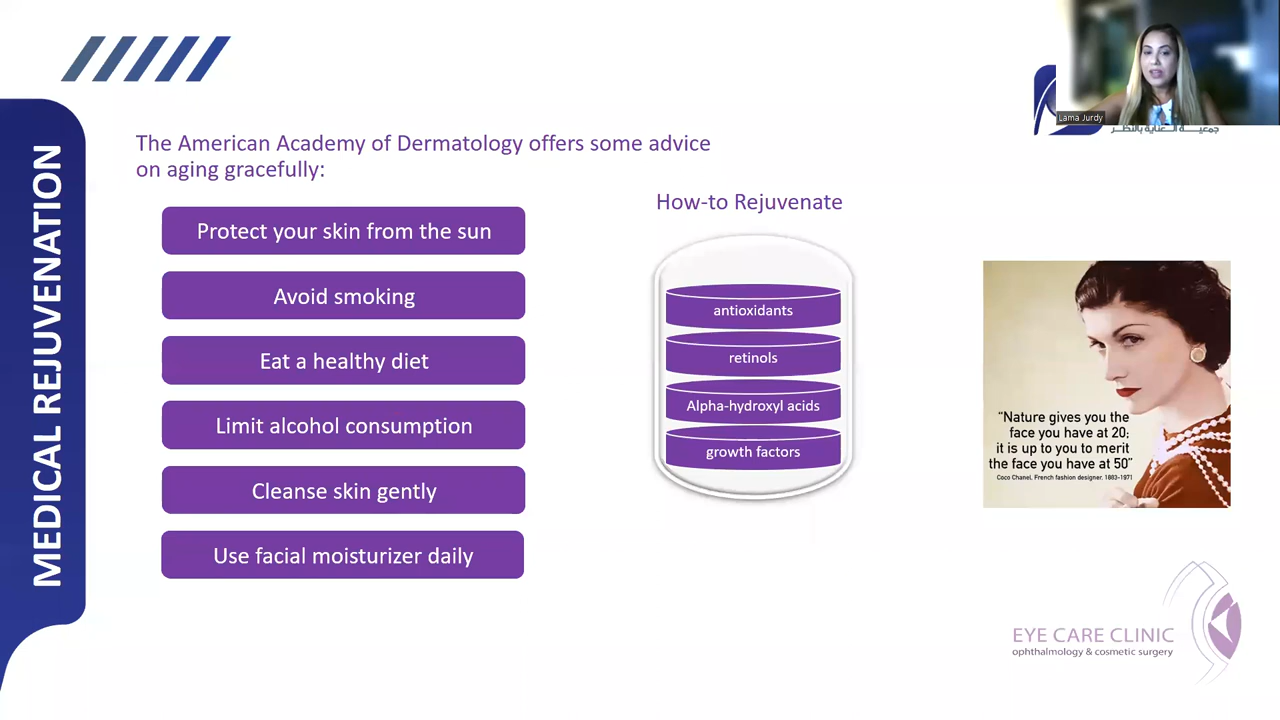 MEDICAL REJUVENATION
The American Academy of Dermatology offers some advice
on aging gracefully:
Protect your skin from the sun
Avoid smoking
Eat a healthy diet
Limit alcohol consumption
Cleanse skin gently
Use facial moisturizer daily
How-to Rejuvenate
antioxidants
retinols
Alpha-hydroxyl acids
growth factors
Lama Jurdy
جمعيـــة الـعناية بالنظـــر
“Nature gives you the
face you have at 20;
it is up to you to merit
the face you have at 50”
Coco Chanel, French fashion designer, 1883-1971
EYE CARE CLINIC
ophthalmology & cosmetic surgery